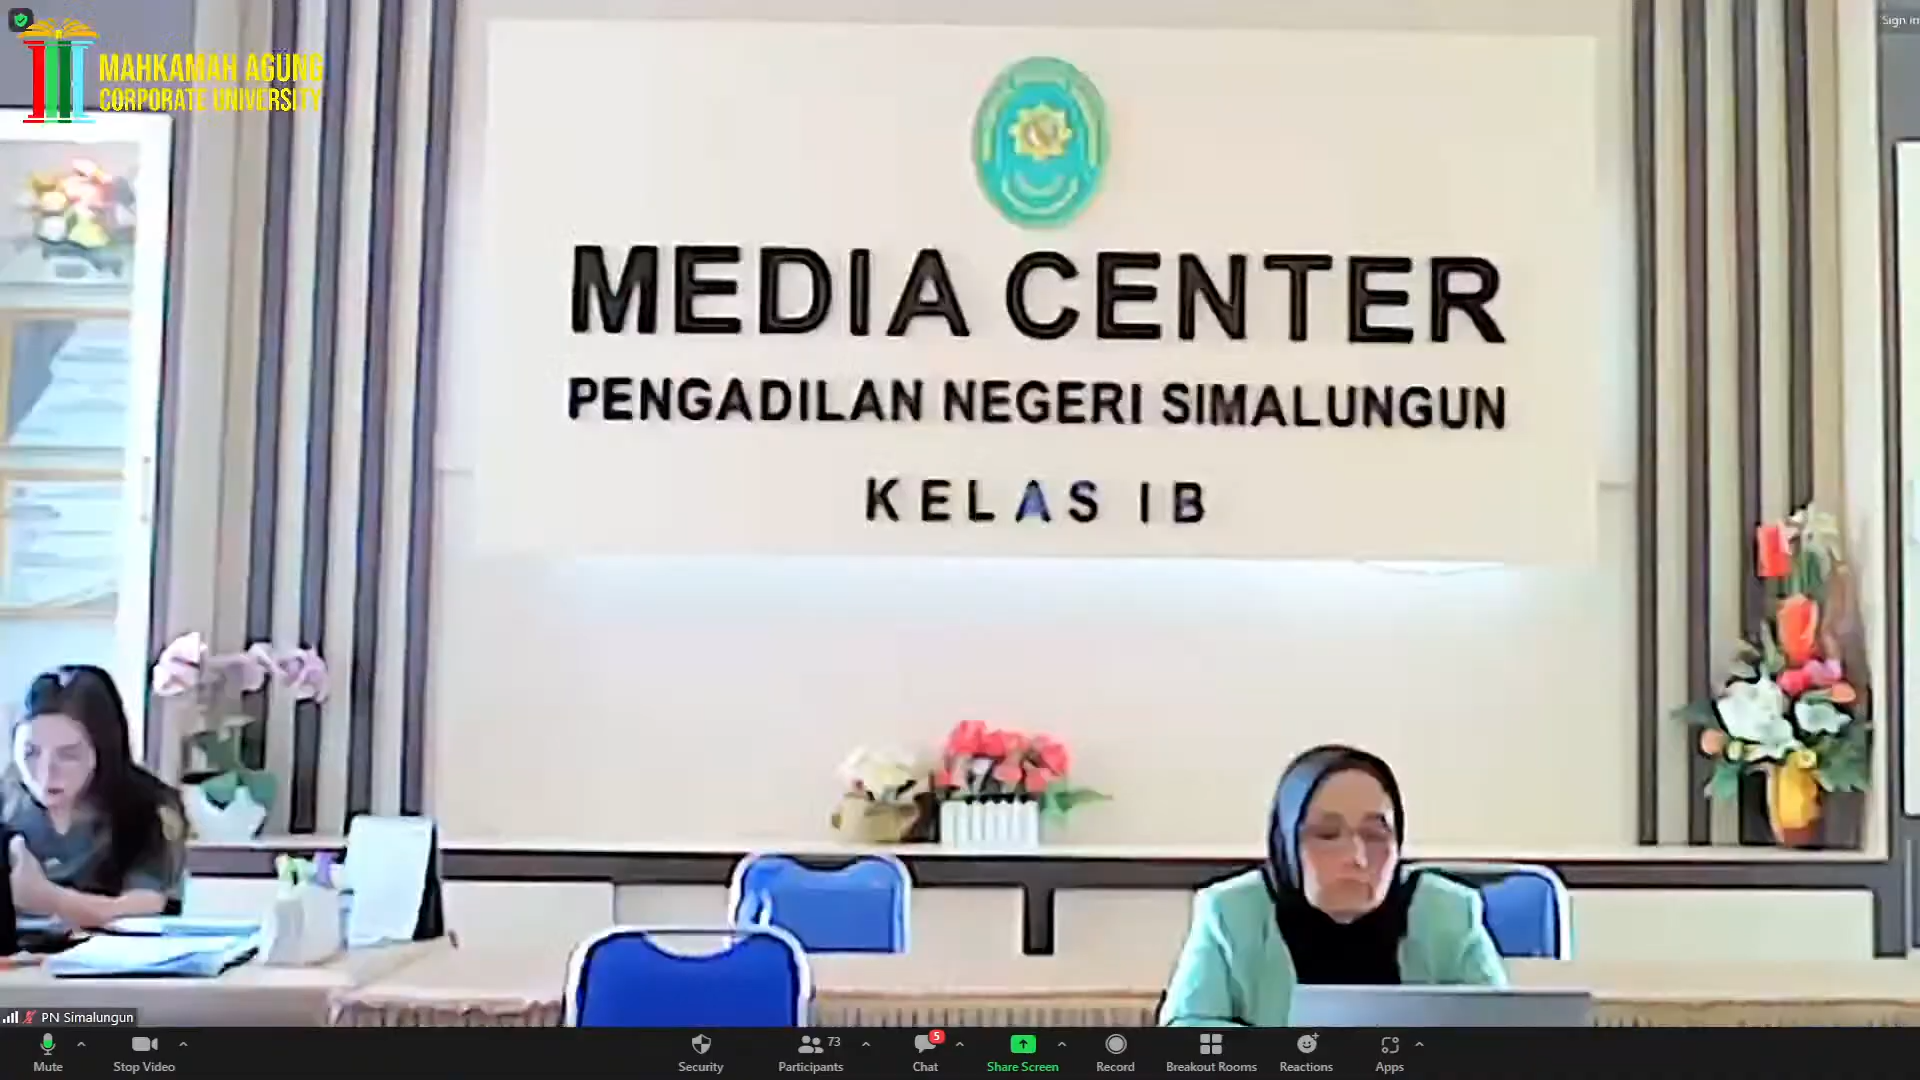 Sign in
MAHKAMAH AGUNG
CORPORATE UNIVERSITY
MEDIA CENTER
PENGADILAN NEGERI SIMALUNGUN
KELAS IB
PN Simalungun
Mute
Stop Video
Security
Participants
73
Chat
5
Share Screen
Record
Breakout Rooms
Reactions
Apps